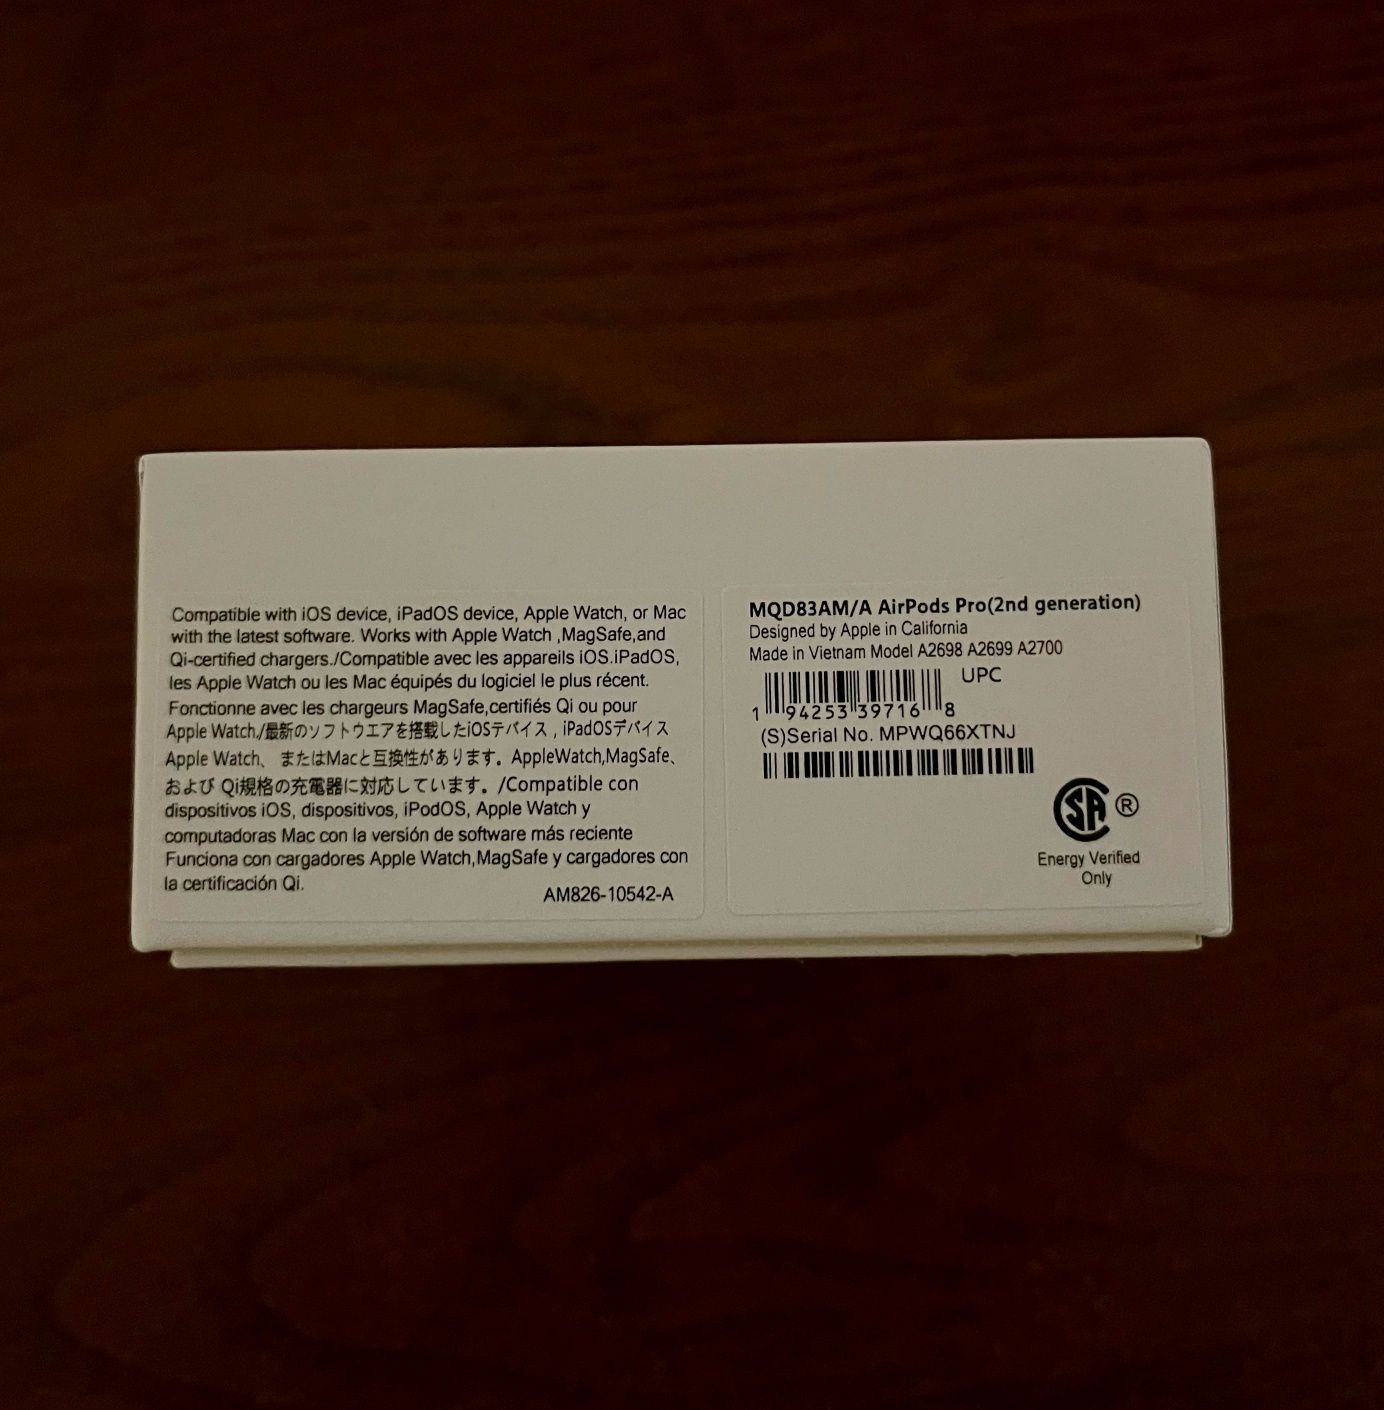 Compatible with iOS device, iPadOS device, Apple Watch, or Mac
with the latest software. Works with Apple Watch ,MagSafe,and
Qi-certified chargers./Compatible avec les appareils iOS.iPadOS,
les Apple Watch ou les Mac équipés du logiciel le plus récent.
Fonctionne avec les chargeurs MagSafe,certifiés Qi ou pour
Apple Watch./最新のソフトウエアを搭載したiOSテバイス , iPadOSデバイス
Apple Watch、 またはMacと互換性があります。AppleWatch,MagSafe、
および Qi規格の充電器に対応しています。/Compatible con
dispositivos iOS, dispositivos, iPodOS, Apple Watch y
computadoras Mac con la versión de software más reciente
Funciona con cargadores Apple Watch,MagSafe y cargadores con
la certificación Qi.
AM826-10542-A
MQD83AM/A AirPods Pro(2nd generation)
Designed by Apple in California
Made in Vietnam Model A2698 A2699 A2700
UPC
1 94253 39716 8
(S)Serial No. MPWQ66XTNJ
SA ®
Energy Verified
Only